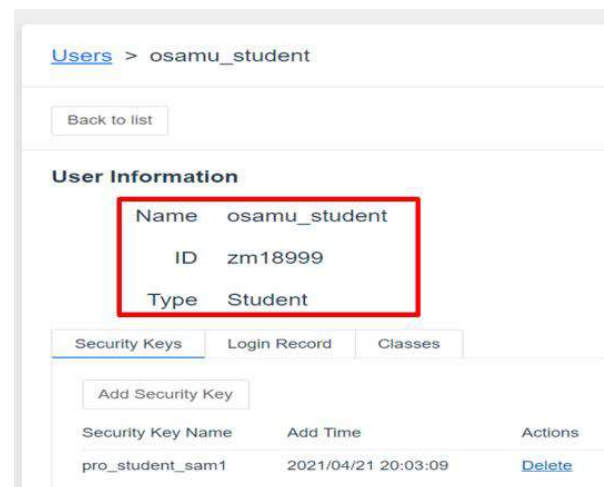 Users > osamu_student
Back to list
User Information
Name osamu_student
ID zm18999
Type Student
Security Keys Login Record Classes
Add Security Key
Security Key Name Add Time Actions
pro_student_sam1 2021/04/21 20:03:09 Delete